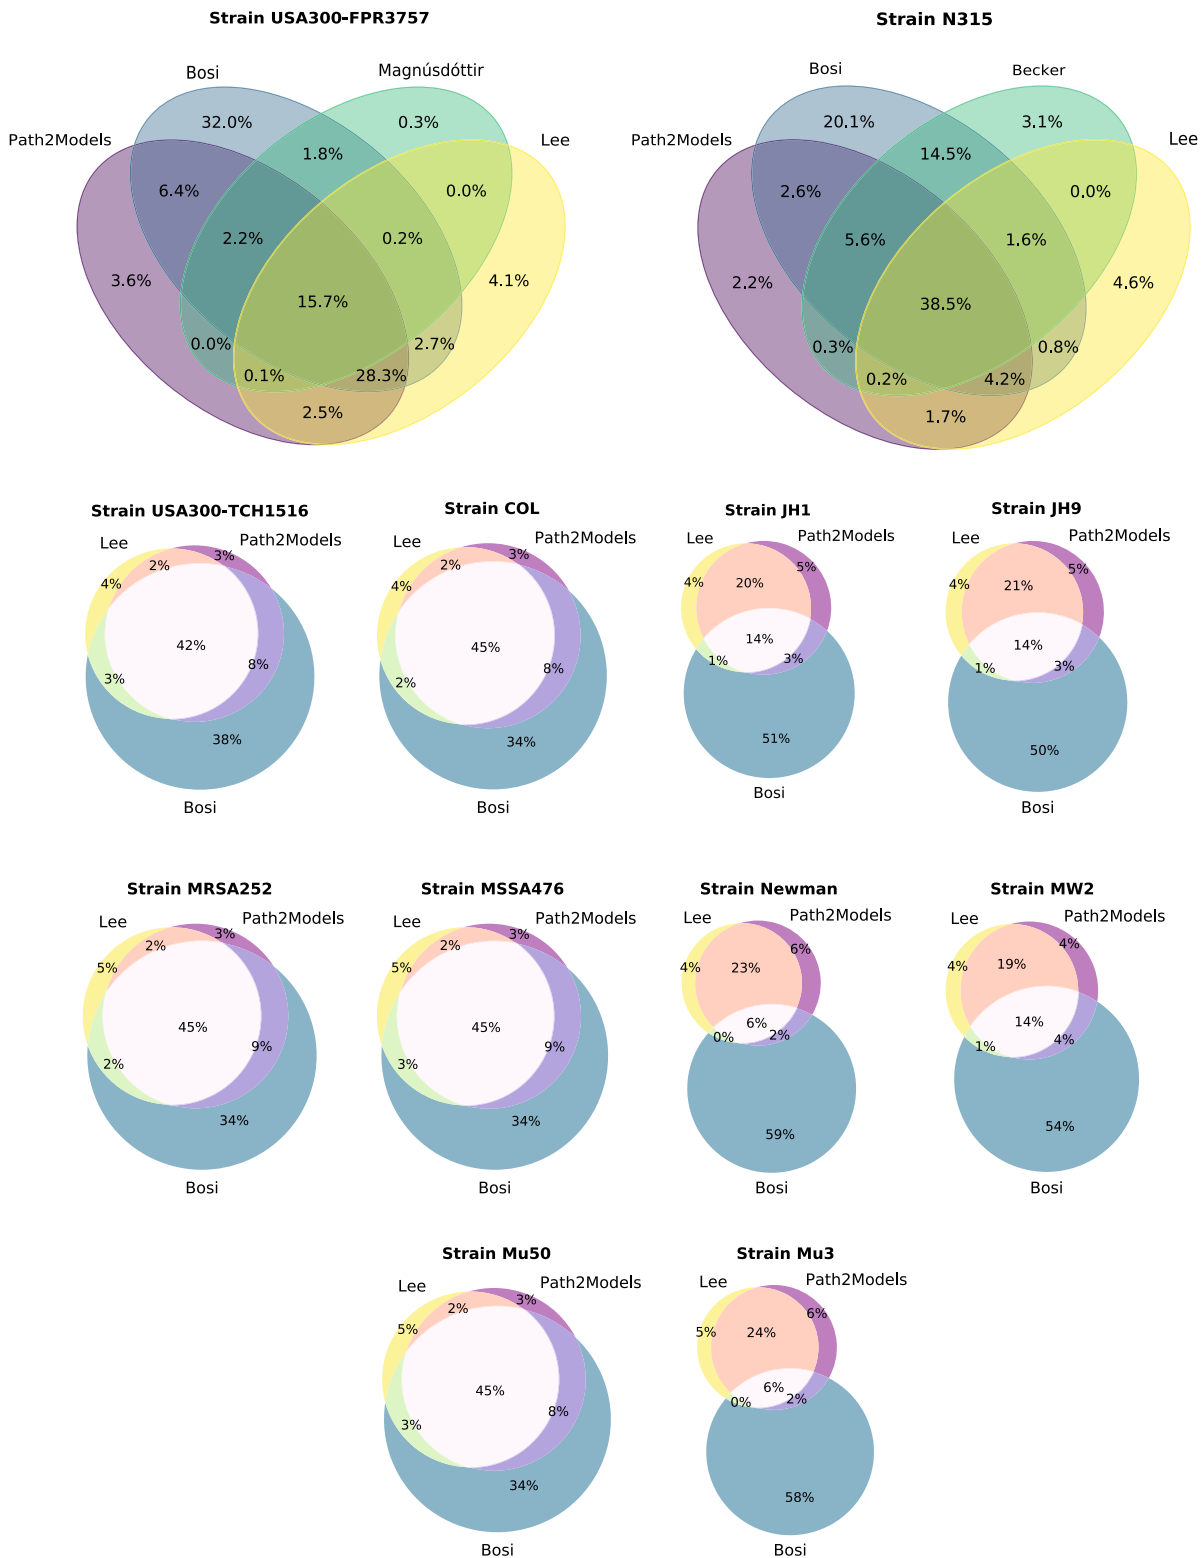 Strain USA300-FPR3757
Strain N315
Bosi
Magnúsdóttir
Path2Models
Lee
32.0%
0.3%
1.8%
6.4%
0.0%
2.2%
0.2%
3.6%
4.1%
15.7%
0.0%
2.7%
0.1%
28.3%
2.5%
Bosi
Becker
Path2Models
Lee
20.1%
3.1%
14.5%
2.6%
0.0%
5.6%
1.6%
2.2%
4.6%
38.5%
0.3%
0.8%
0.2%
4.2%
1.7%
Strain USA300-TCH1516
Lee
Path2Models
3%
2%
4%
42%
8%
3%
38%
Bosi
Strain COL
Lee
Path2Models
3%
2%
4%
45%
8%
2%
34%
Bosi
Strain JH1
Lee
Path2Models
5%
4%
20%
14%
1%
3%
51%
Bosi
Strain JH9
Lee
Path2Models
5%
4%
21%
14%
1%
3%
50%
Bosi
Strain MRSA252
Lee
Path2Models
3%
2%
5%
45%
9%
2%
34%
Bosi
Strain MSSA476
Lee
Path2Models
3%
2%
5%
45%
9%
3%
34%
Bosi
Strain Newman
Lee
Path2Models
6%
4%
23%
6%
0%
2%
59%
Bosi
Strain MW2
Lee
Path2Models
4%
4%
19%
14%
1%
4%
54%
Bosi
Strain Mu50
Lee
Path2Models
3%
2%
5%
45%
8%
3%
34%
Bosi
Strain Mu3
Lee
Path2Models
6%
5%
24%
6%
0%
2%
58%
Bosi